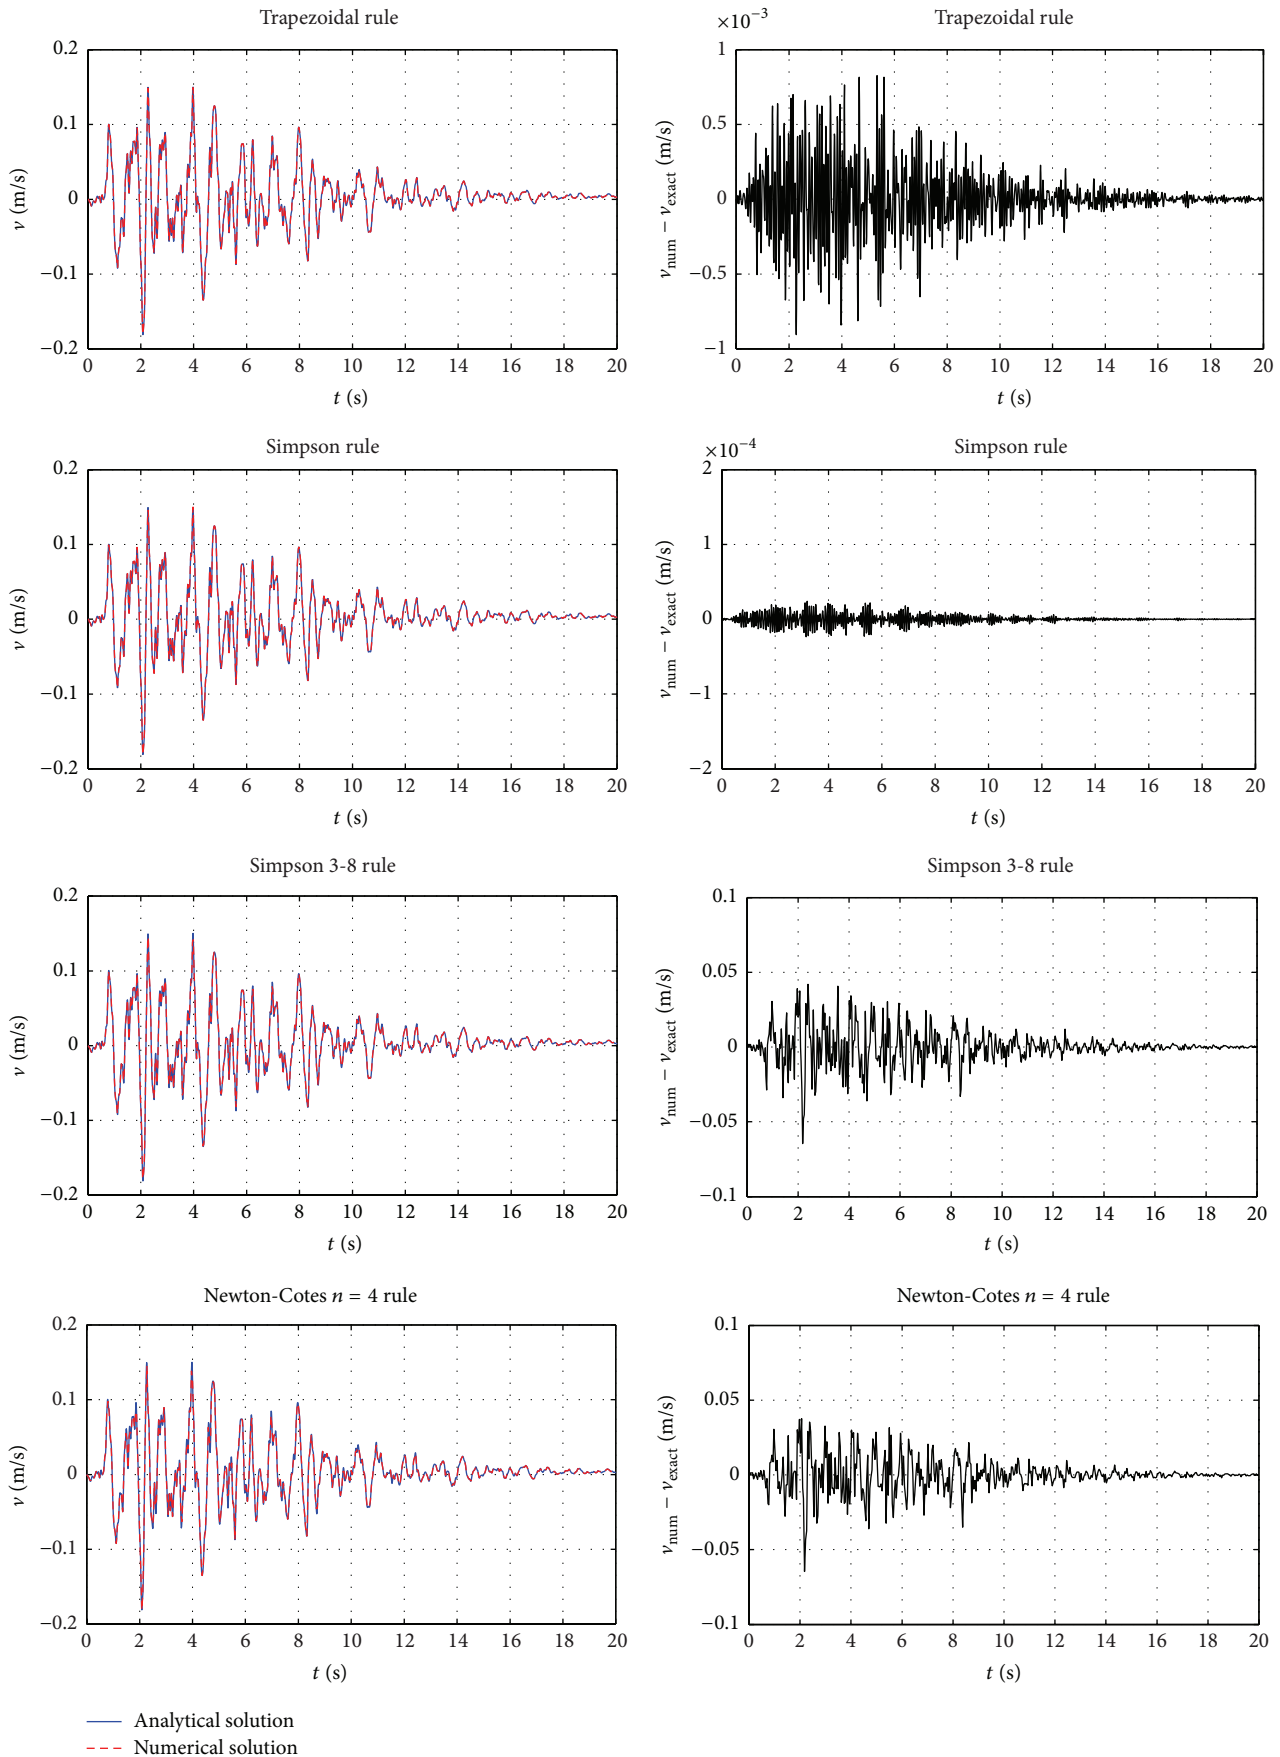 Trapezoidal rule
0.2
0.1
0
−0.1
−0.2
v (m/s)
0 2 4 6 8 10 12 14 16 18 20
t (s)
Trapezoidal rule
×10−3
1
0.5
0
−0.5
−1
vnum − vexact (m/s)
0 2 4 6 8 10 12 14 16 18 20
t (s)
Simpson rule
0.2
0.1
0
−0.1
−0.2
v (m/s)
0 2 4 6 8 10 12 14 16 18 20
t (s)
Simpson rule
×10−4
2
1
0
−1
−2
vnum − vexact (m/s)
0 2 4 6 8 10 12 14 16 18 20
t (s)
Simpson 3-8 rule
0.2
0.1
0
−0.1
−0.2
v (m/s)
0 2 4 6 8 10 12 14 16 18 20
t (s)
Simpson 3-8 rule
0.1
0.05
0
−0.05
−0.1
vnum − vexact (m/s)
0 2 4 6 8 10 12 14 16 18 20
t (s)
Newton-Cotes n = 4 rule
0.2
0.1
0
−0.1
−0.2
v (m/s)
0 2 4 6 8 10 12 14 16 18 20
t (s)
Newton-Cotes n = 4 rule
0.1
0.05
0
−0.05
−0.1
vnum − vexact (m/s)
0 2 4 6 8 10 12 14 16 18 20
t (s)
Analytical solution
Numerical solution